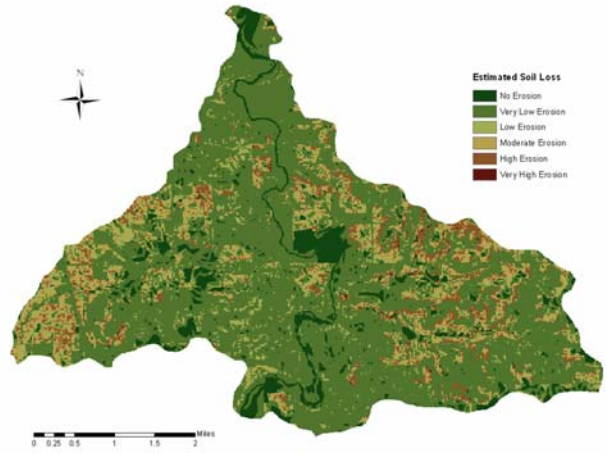 N
Estimated Soil Loss
No Erosion
Very Low Erosion
Low Erosion
Moderate Erosion
High Erosion
Very High Erosion
Miles
0 0.25 0.5 1 1.5 2